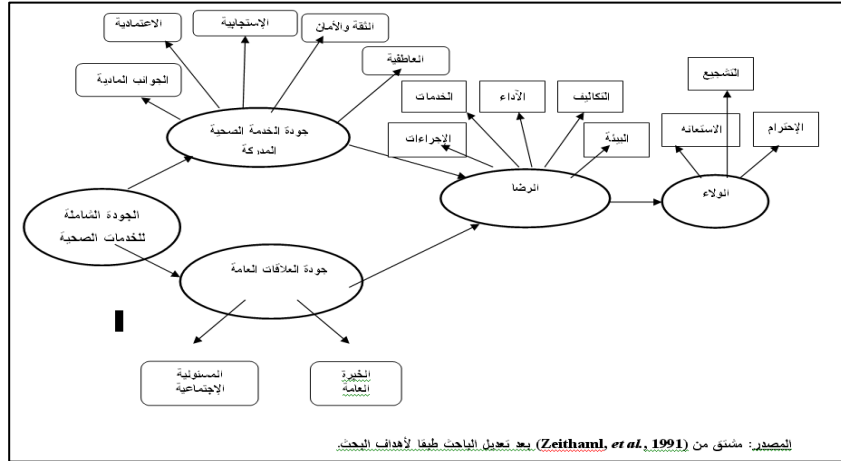 الاعتمادية
الإستجابية
الثقة والأمان
العاطفية
الجوانب المادية
جودة الخدمة الصحية
المدركة
الخدمات
الآداء
التكاليف
الإجراءات
البيئة
التشجيع
الاستعانه
الإحترام
الرضا
الولاء
الجودة الشاملة
للخدمات الصحية
جودة العلاقات العامة
المسئولية
الإجتماعية
الخبرة
العامة
المصدر: مشتق من (Zeithaml, et al., 1991) بعد تعديل الباحث طبقا لأهداف البحث.